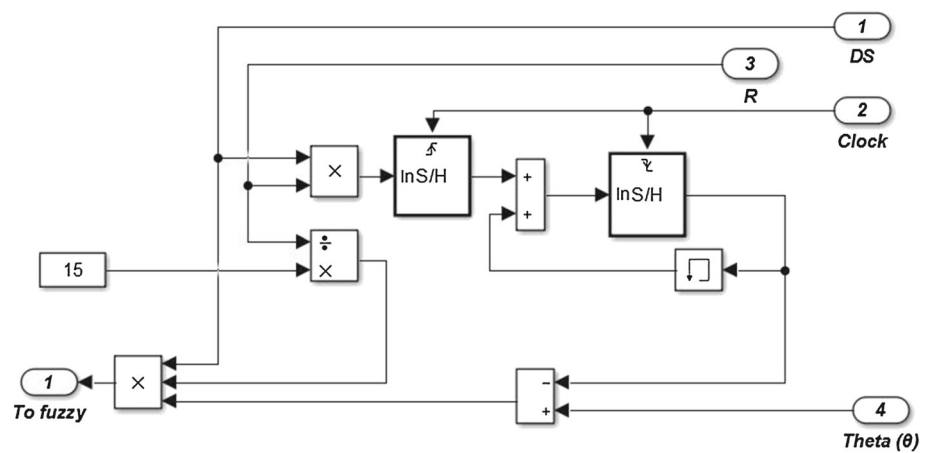 1
DS
3
R
2
Clock
×
InS/H
+
+
InS/H
÷
×
15
1
To fuzzy
×
−
+
4
Theta (θ)